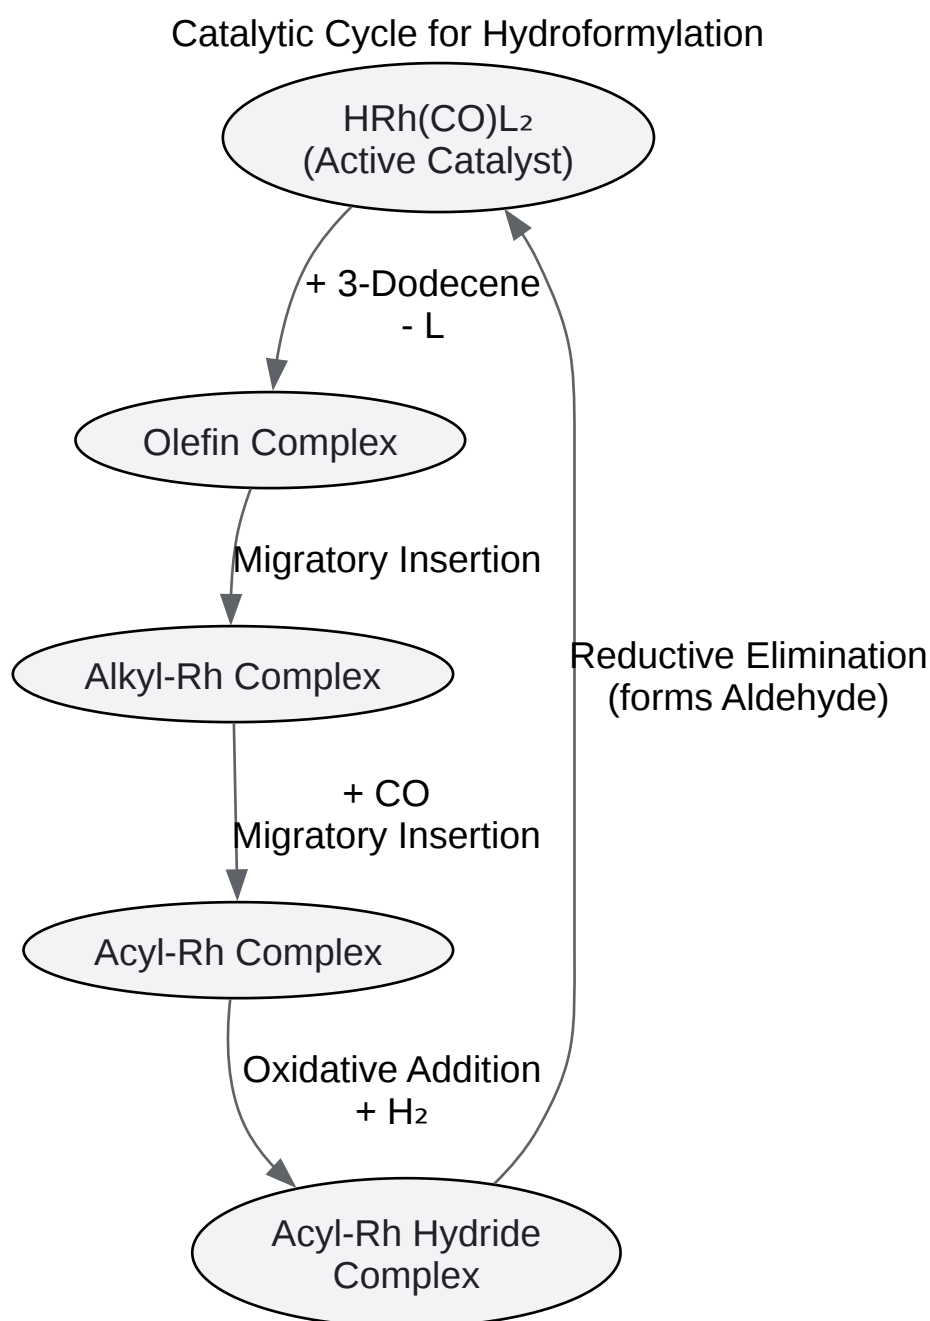 Catalytic Cycle for Hydroformylation
HRh(CO)L₂
(Active Catalyst)
+ 3-Dodecene
- L
Olefin Complex
Migratory Insertion
Alkyl-Rh Complex
Reductive Elimination
(forms Aldehyde)
+ CO
Migratory Insertion
Acyl-Rh Complex
Oxidative Addition
+ H₂
Acyl-Rh Hydride
Complex